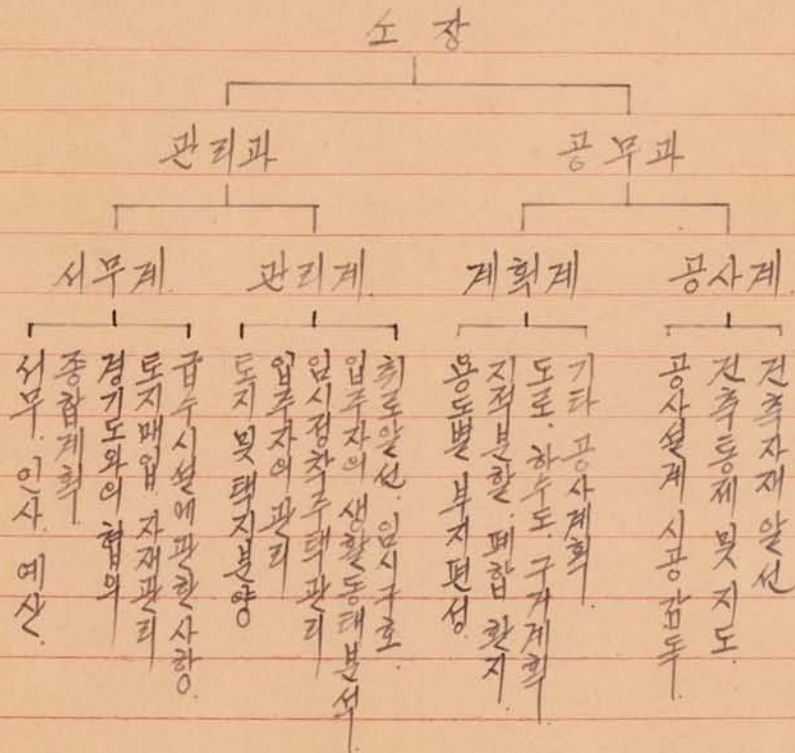 소장
관리과
공무과
서무계.
관리계.
계획계
공사계.
서무. 인사. 예산.
종합계획.
경기도와의 협의
토지매입 자재관리
급수시설에 관한 사항.
토지 및 택지분양
입주자의 관리
임시정착주택관리
입주자의 생활동태분석
취로알선. 임시구호.
용도별 부지편성.
지적분할. 폐합 환지
도로. 하수도. 구거계획
기타 공사계획.
공사설계 시공감독.
건축통제 및 지도.
건축자재 알선